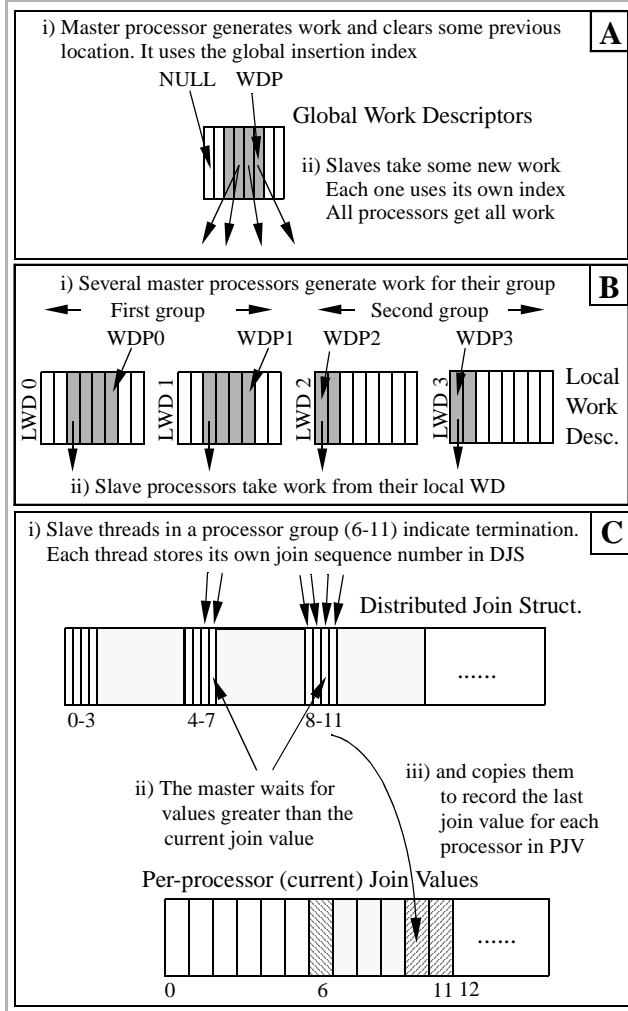 i) Master processor generates work and clears some previous
location. It uses the global insertion index
A
NULL WDP
Global Work Descriptors
ii) Slaves take some new work
Each one uses its own index
All processors get all work
i) Several master processors generate work for their group
B
First group
Second group
WDP0
WDP1
WDP2
WDP3
LWD 0
LWD 1
LWD 2
LWD 3
Local
Work
Desc.
ii) Slave processors take work from their local WD
i) Slave threads in a processor group (6-11) indicate termination.
Each thread stores its own join sequence number in DJS
C
Distributed Join Struct.
......
0-3
4-7
8-11
ii) The master waits for
values greater than the
current join value
iii) and copies them
to record the last
join value for each
processor in PJV
Per-processor (current) Join Values
......
0
6
11 12